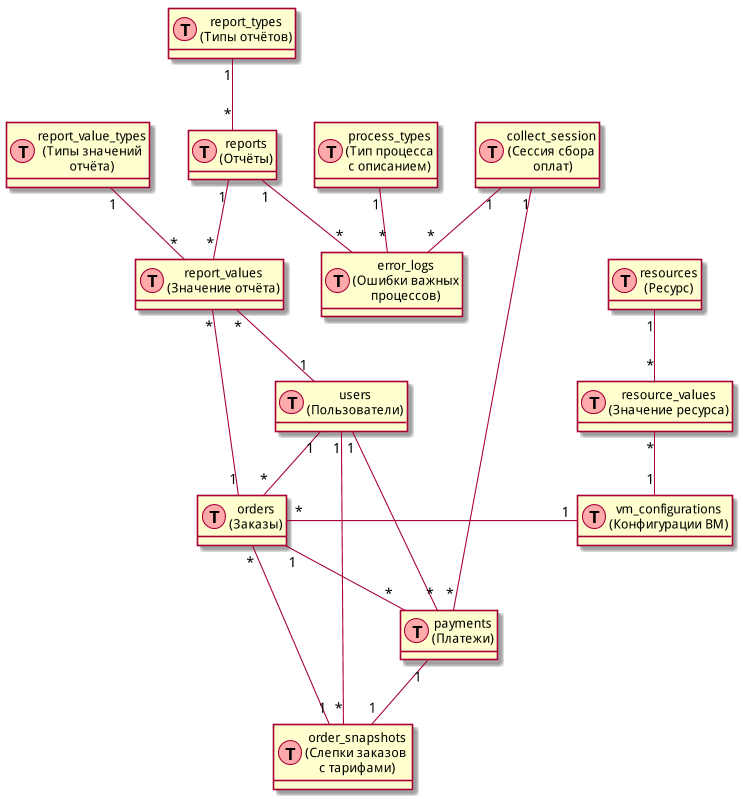 T
report_types
(Типы отчётов)
1
*
T
report_value_types
(Типы значений
отчёта)
T
reports
(Отчёты)
T
process_types
(Тип процесса
с описанием)
T
collect_session
(Сессия сбора
оплат)
1
1
1
1
1
1
*
*
*
*
*
T
report_values
(Значение отчёта)
T
error_logs
(Ошибки важных
процессов)
T
resources
(Ресурс)
*
*
1
1
*
T
users
(Пользователи)
T
resource_values
(Значение ресурса)
1
1
1
*
*
1
1
T
orders
(Заказы)
*
1
T
vm_configurations
(Конфигурации ВМ)
*
1
*
*
*
T
payments
(Платежи)
1
1
*
1
T
order_snapshots
(Слепки заказов
с тарифами)